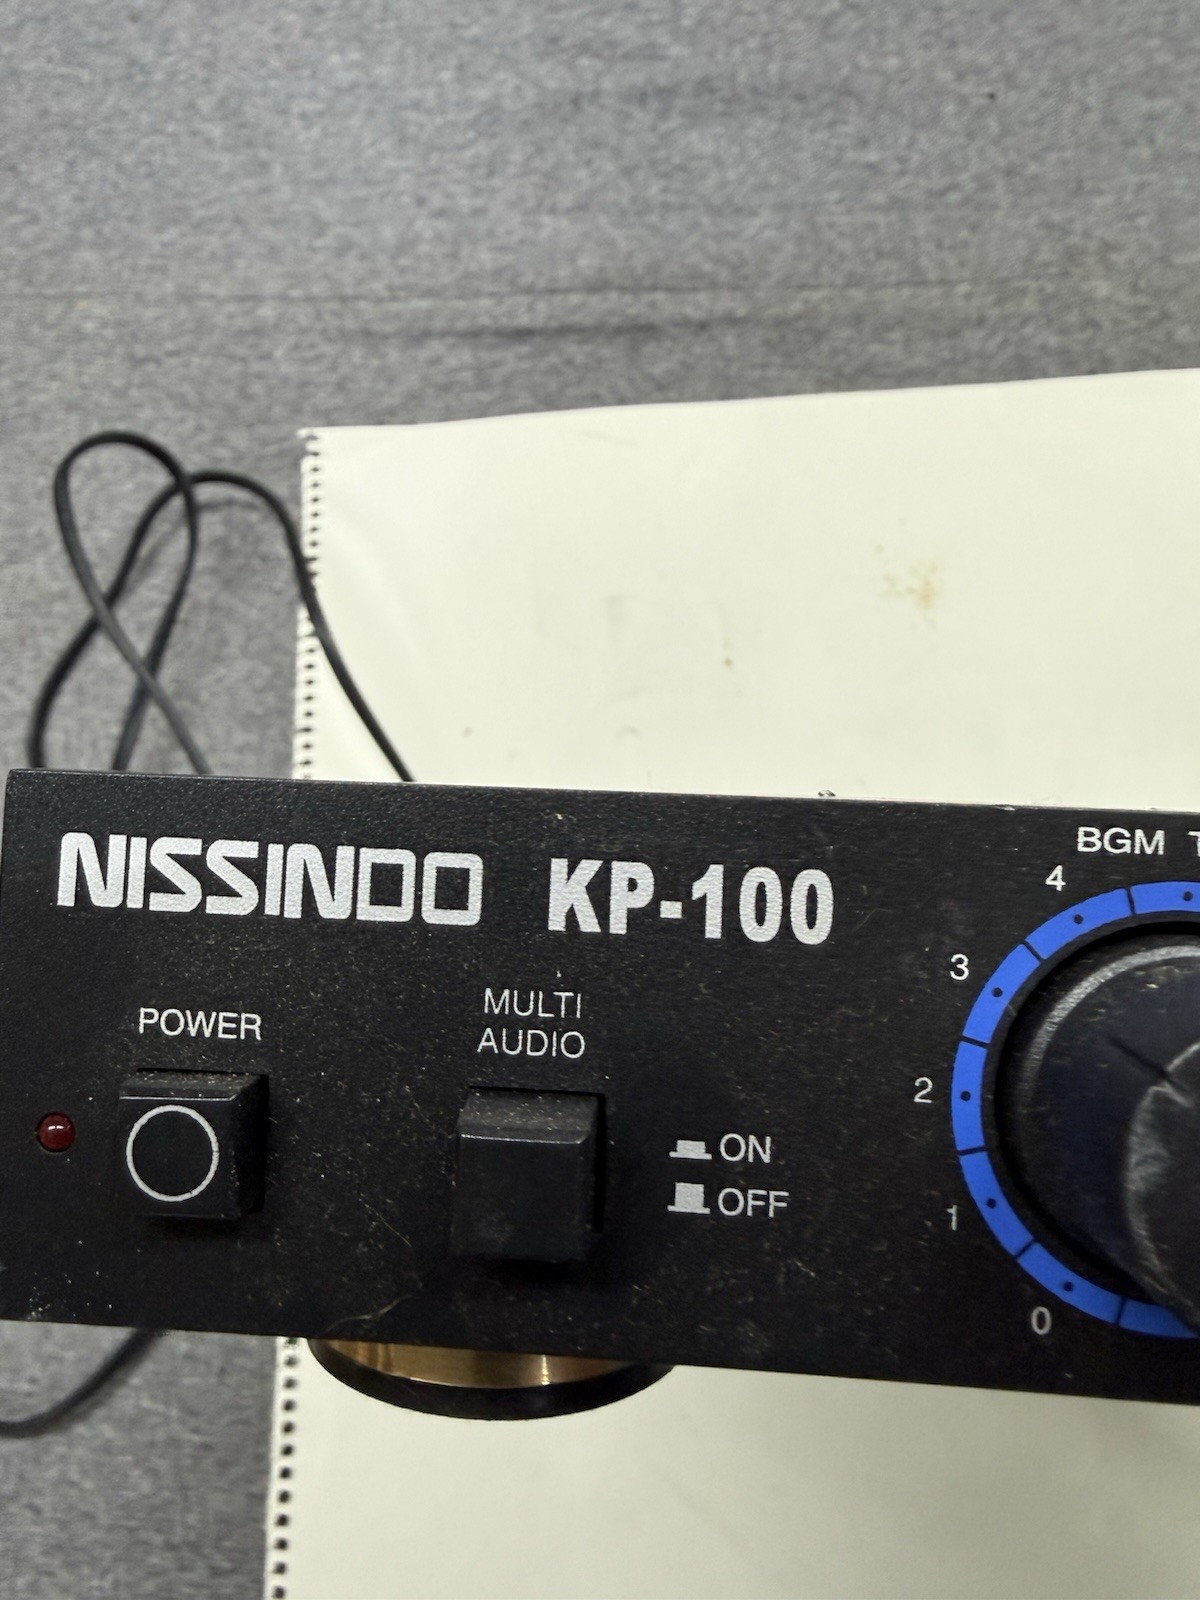 NISSINDO KP-100
BGM
POWER
MULTI
AUDIO
ON
OFF
4
3
2
1
0